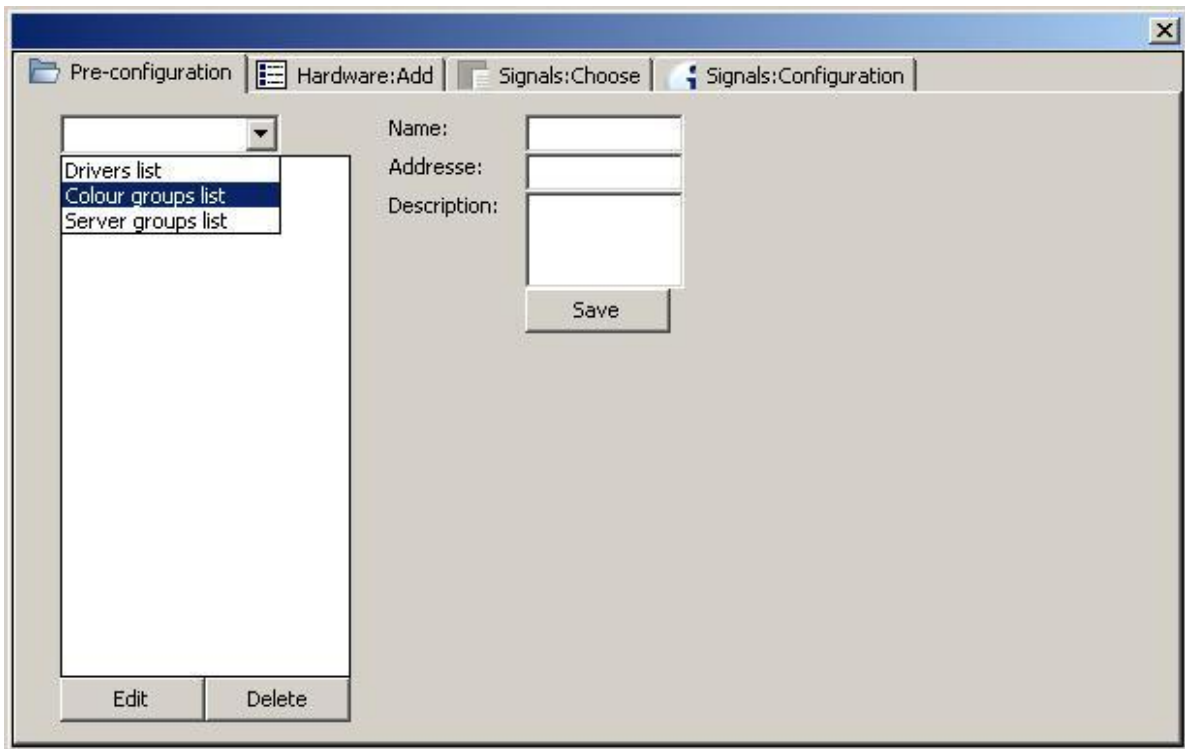 Pre-configuration
Hardware:Add
Signals:Choose
Signals:Configuration
Drivers list
Colour groups list
Server groups list
Name:
Addresse:
Description:
Save
Edit
Delete